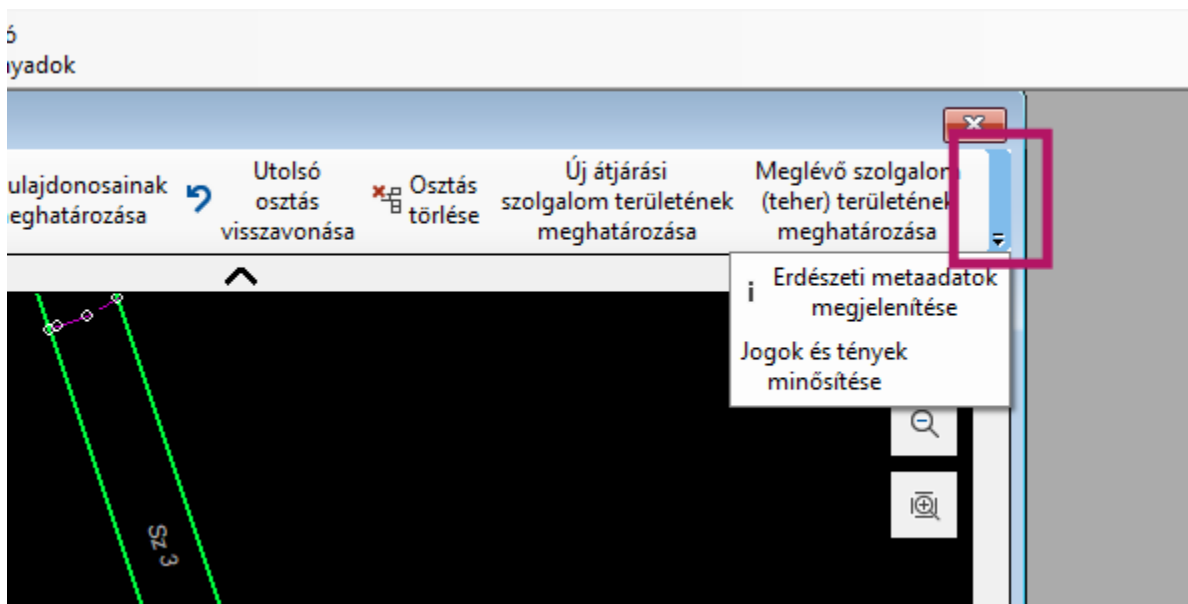 ó
nyadok
ulajdonosainak
eghatározása
Utolsó
osztás
visszavonása
Osztás
törlése
Új átjárási
szolgalom területének
meghatározása
Meglévő szolgalom
(teher) területének
meghatározása
i Erdészeti metaadatok
megjelenítése
Jogok és tények
minősítése
Sz 3